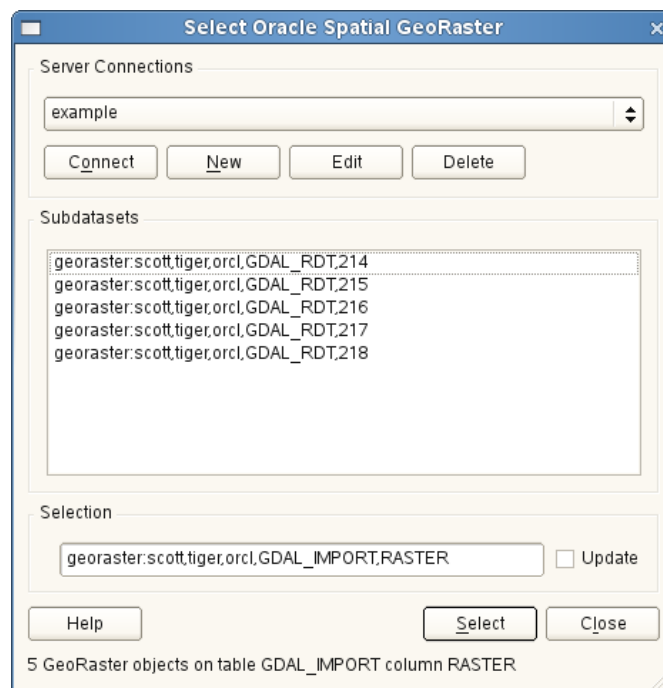 Select Oracle Spatial GeoRaster
Server Connections
example
Connect New Edit Delete
Subdatasets
georaster:scott,tiger,orcl,GDAL_RDT,214
georaster:scott,tiger,orcl,GDAL_RDT,215
georaster:scott,tiger,orcl,GDAL_RDT,216
georaster:scott,tiger,orcl,GDAL_RDT,217
georaster:scott,tiger,orcl,GDAL_RDT,218
Selection
georaster:scott,tiger,orcl,GDAL_IMPORT,RASTER Update
Help Select Close
5 GeoRaster objects on table GDAL_IMPORT column RASTER